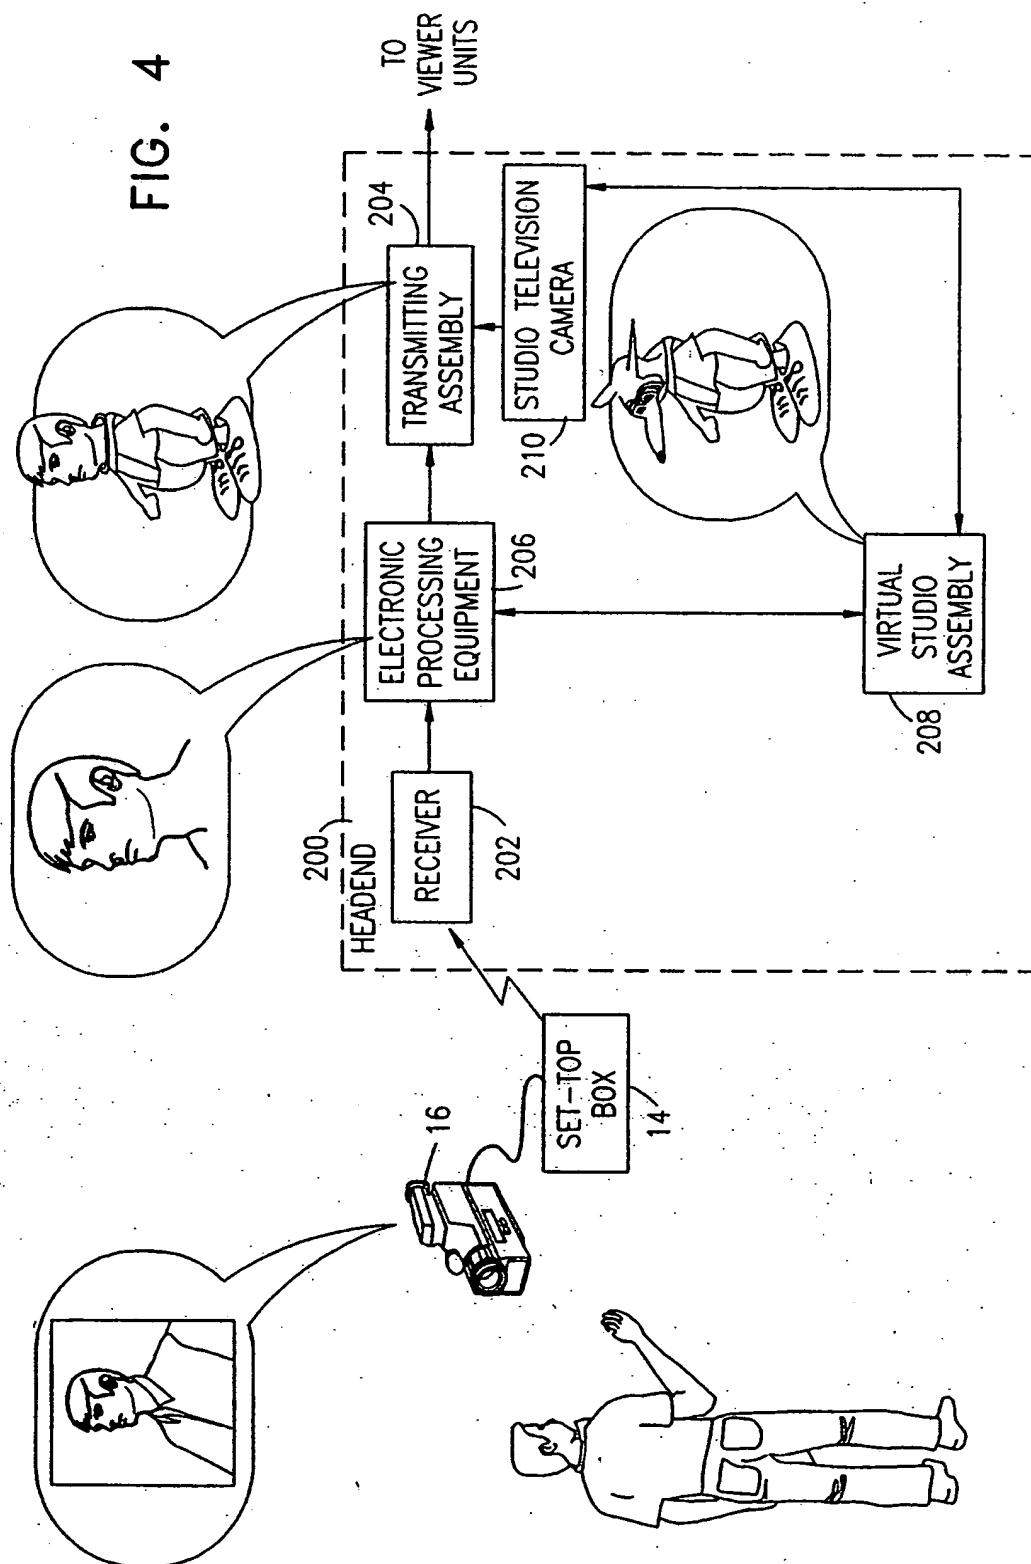 FIG. 4
TO
VIEWER
UNITS
204
TRANSMITTING
ASSEMBLY
STUDIO TELEVISION
CAMERA
210
ELECTRONIC
PROCESSING
EQUIPMENT
206
VIRTUAL
STUDIO
ASSEMBLY
208
200
HEADEND
RECEIVER
202
16
SET-TOP
BOX
14